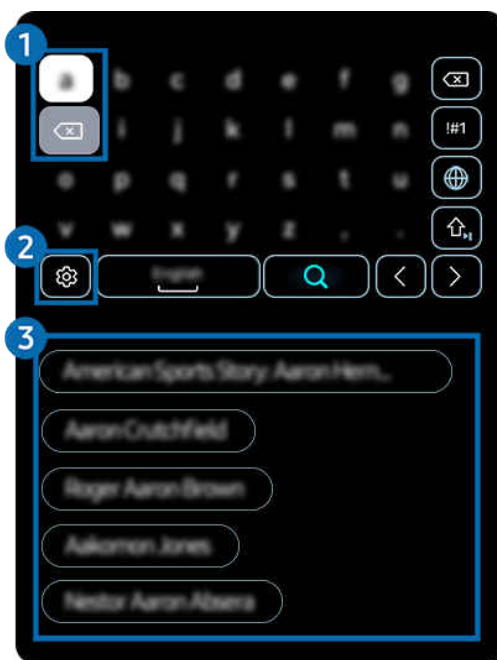 1
a b c d e f g
i j k l m n !#1
o p q r s t u
v w x y z , .
2
English
3
American Sports Story: Aaron Hern...
Aaron Crutchfield
Roger Aaron Brown
Aakomon Jones
Nestor Aaron Absera